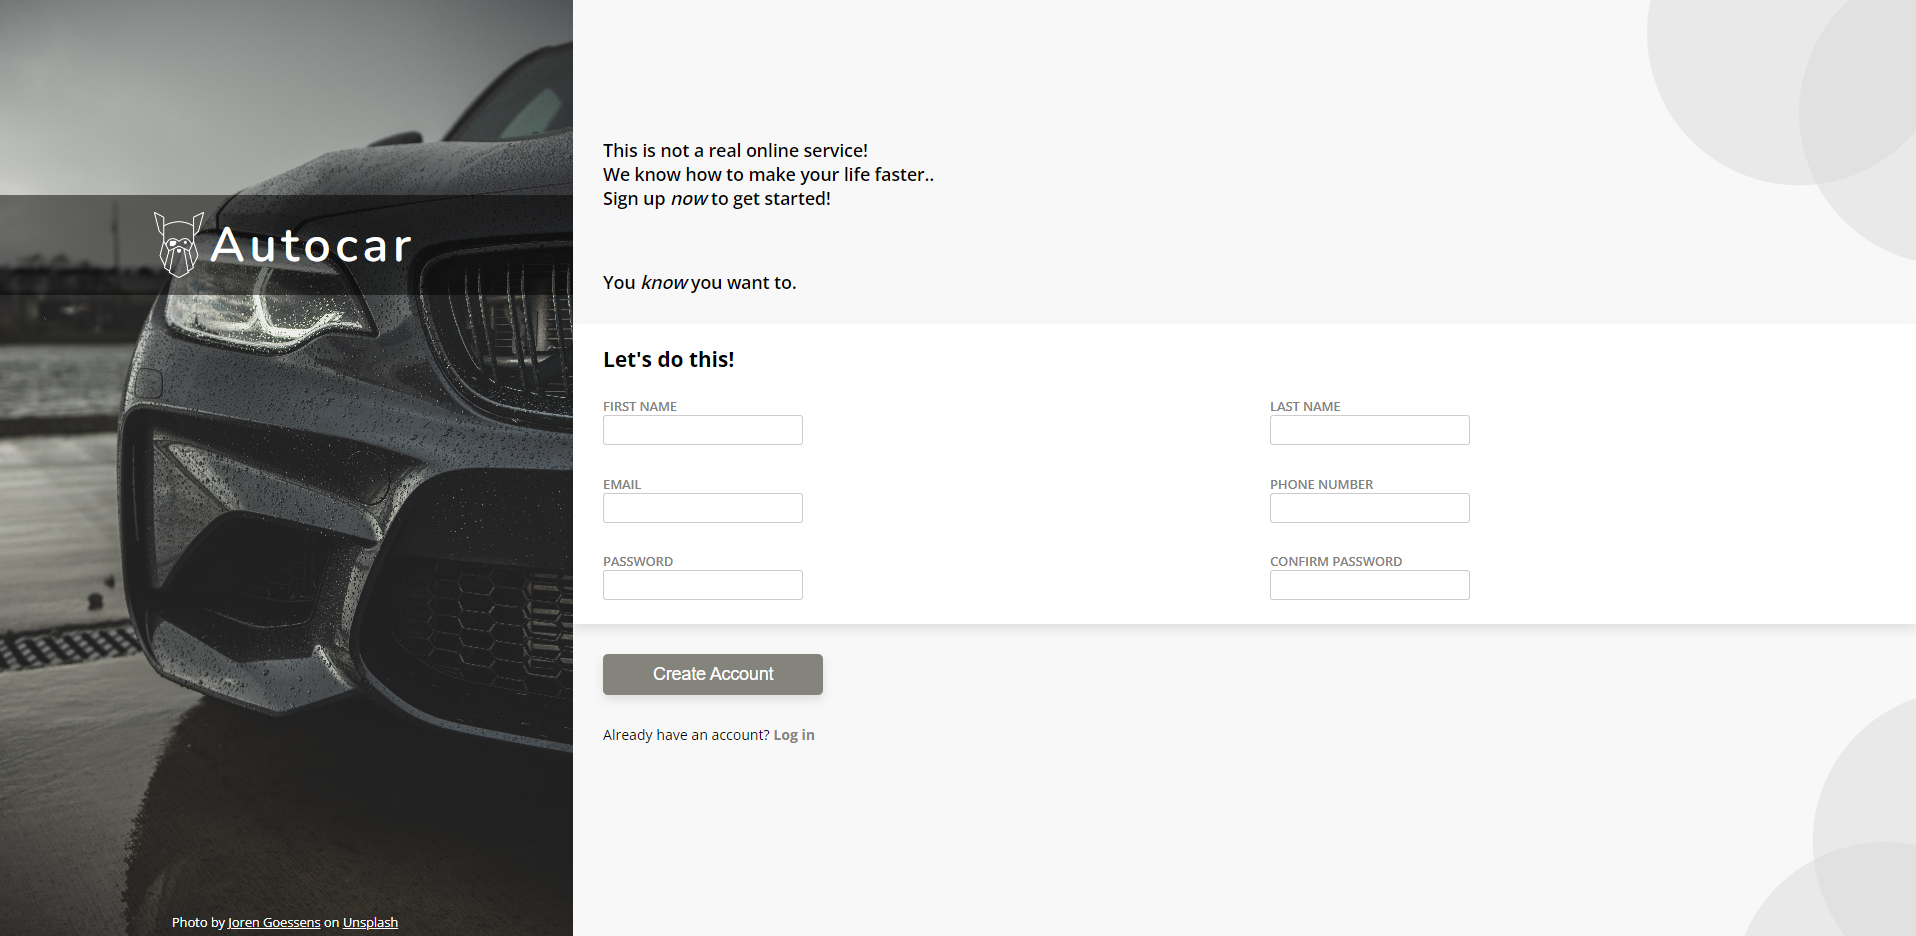 Autocar
Photo by Joren Goessens on Unsplash
This is not a real online service!
We know how to make your life faster..
Sign up now to get started!
You know you want to.
Let's do this!
FIRST NAME
LAST NAME
EMAIL
PHONE NUMBER
PASSWORD
CONFIRM PASSWORD
Create Account
Already have an account? Log in